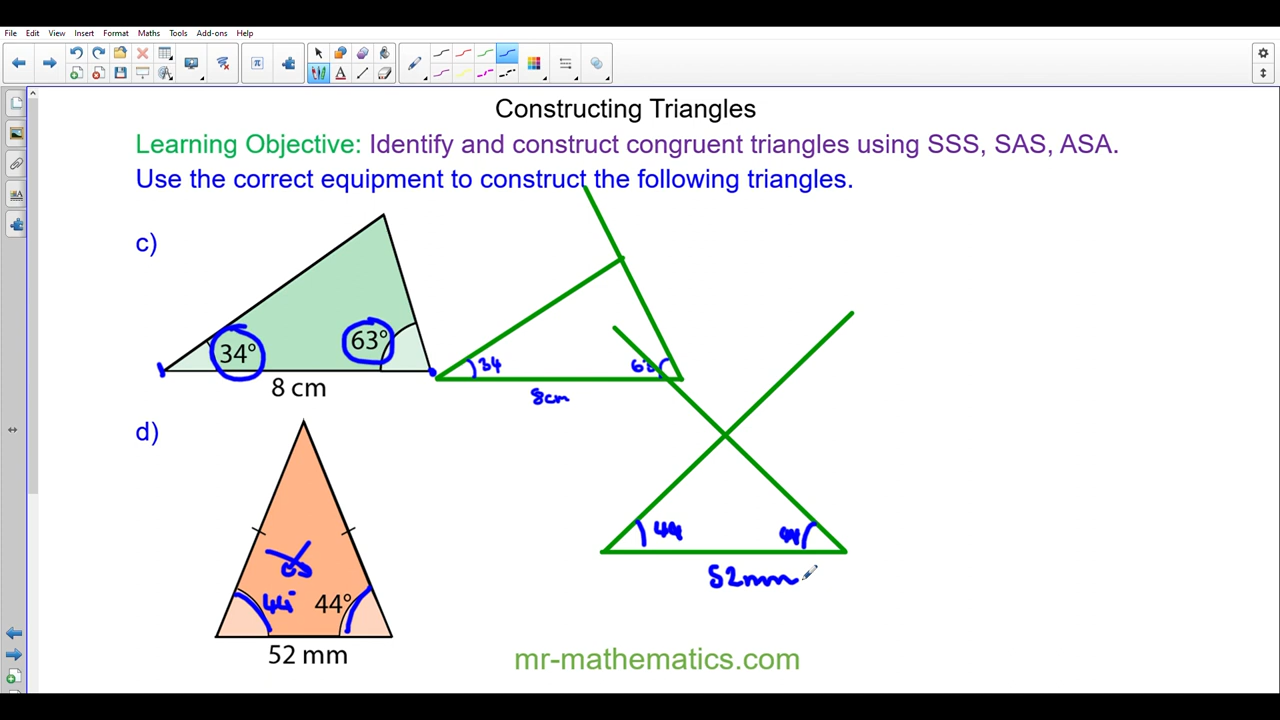 File Edit View Insert Format Maths Tools Add-ons Help
Constructing Triangles
Learning Objective: Identify and construct congruent triangles using SSS, SAS, ASA.
Use the correct equipment to construct the following triangles.
c)
34°
63°
8 cm
34
63
8cm
d)
44°
44°
52 mm
44
44
52mm
mr-mathematics.com